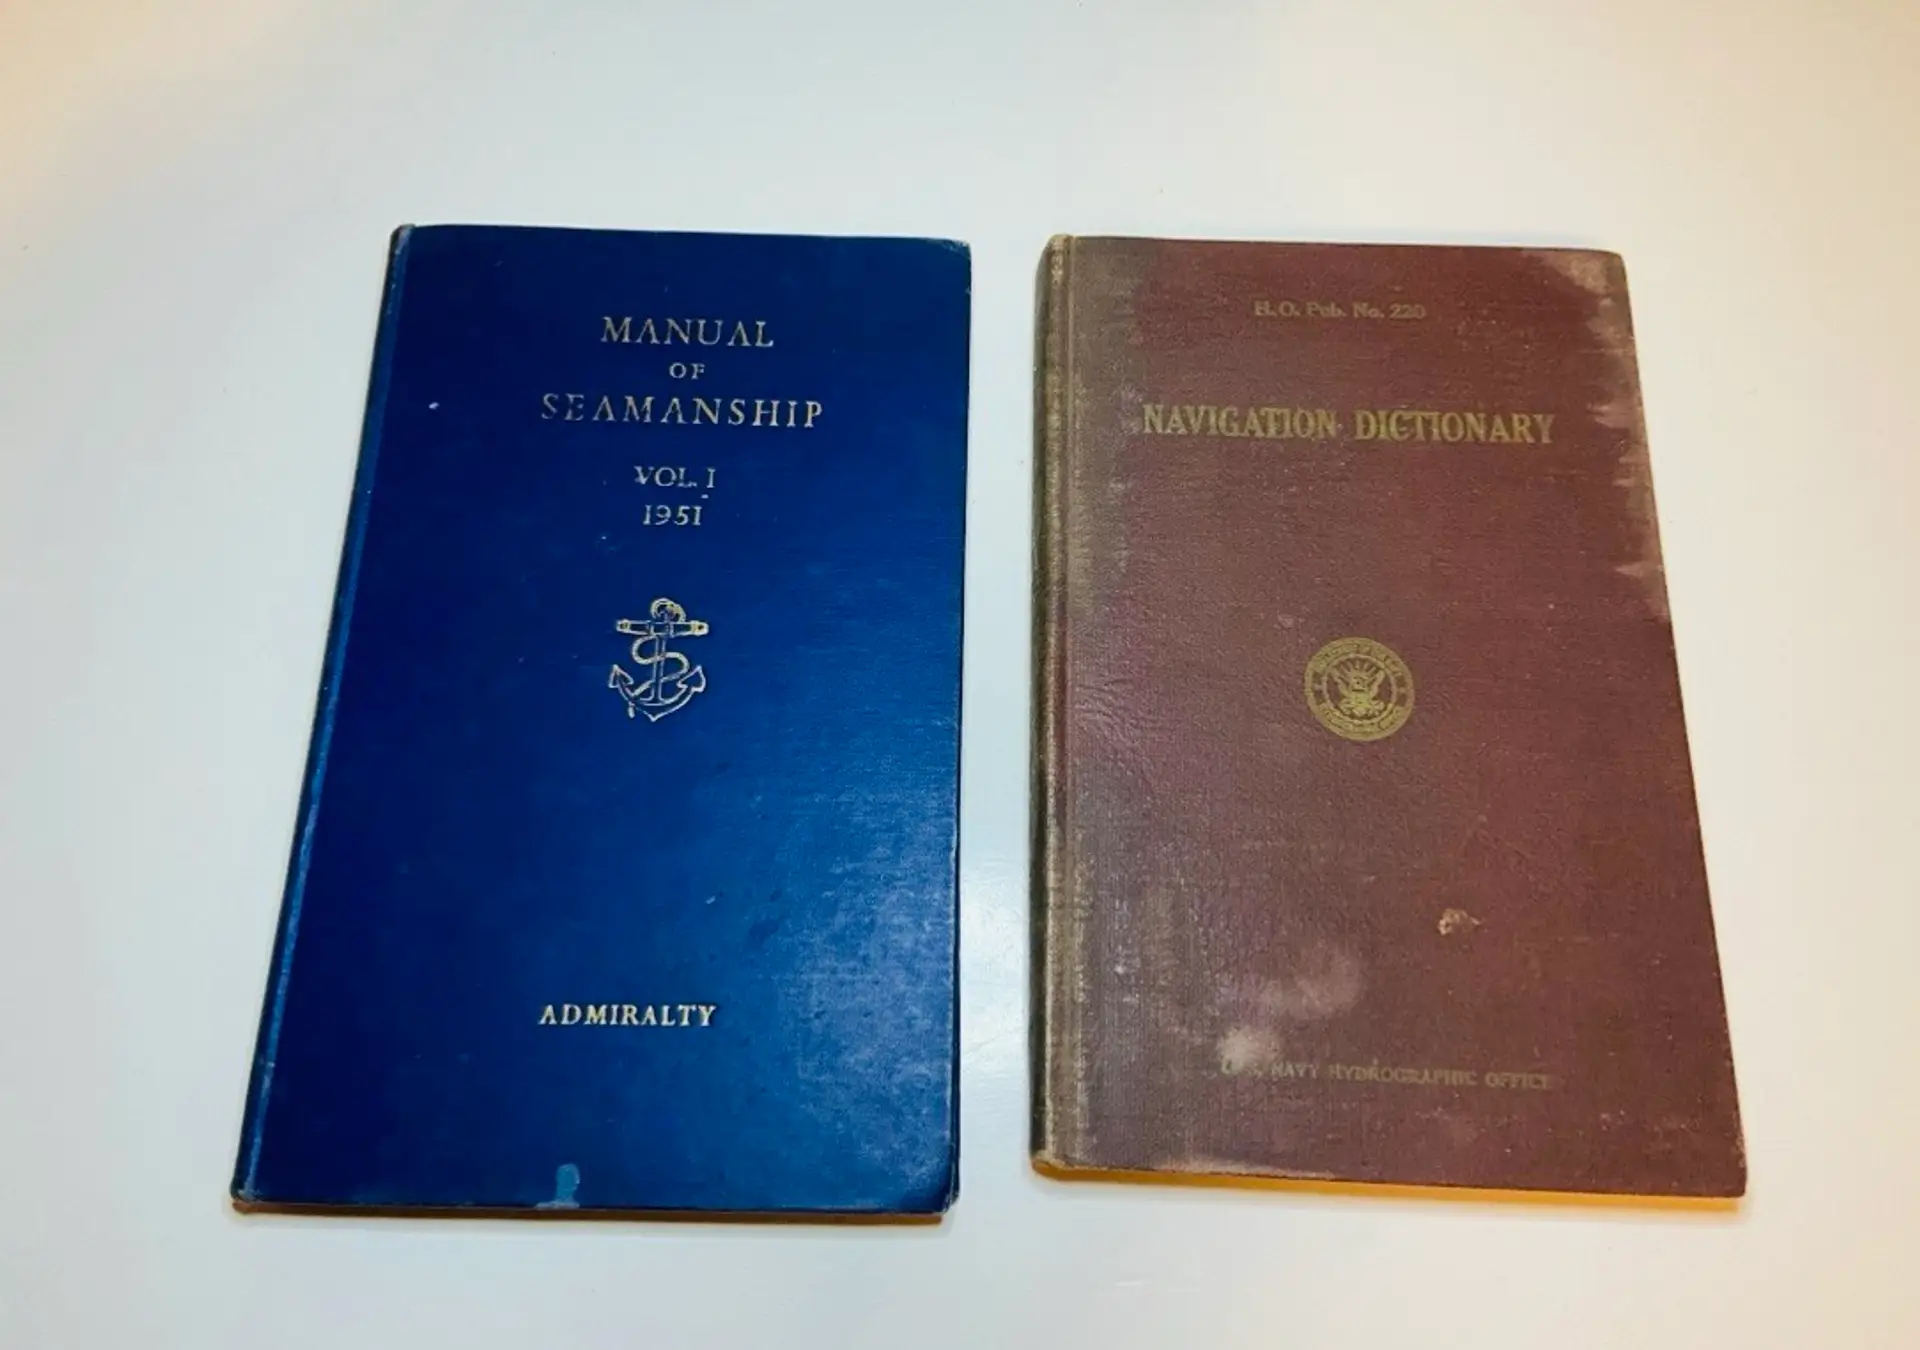 MANUAL
OF
SEAMANSHIP
VOL. I
1951
ADMIRALTY
H.O. Pub. No. 220
NAVIGATION DICTIONARY
U.S. NAVY HYDROGRAPHIC OFFICE